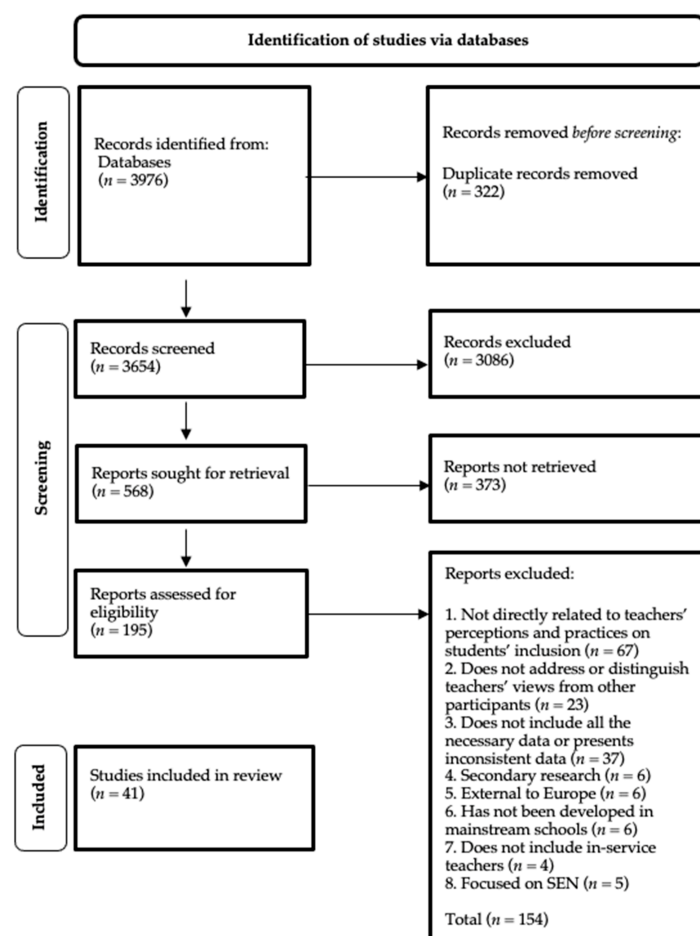 Identification of studies via databases
Identification
Records identified from:
Databases
(n = 3976)
Records removed before screening:
Duplicate records removed
(n = 322)
Screening
Records screened
(n = 3654)
Records excluded
(n = 3086)
Reports sought for retrieval
(n = 568)
Reports not retrieved
(n = 373)
Reports assessed for
eligibility
(n = 195)
Reports excluded:
1. Not directly related to teachers’
perceptions and practices on
students’ inclusion (n = 67)
2. Does not address or distinguish
teachers’ views from other
participants (n = 23)
3. Does not include all the
necessary data or presents
inconsistent data (n = 37)
4. Secondary research (n = 6)
5. External to Europe (n = 6)
6. Has not been developed in
mainstream schools (n = 6)
7. Does not include in-service
teachers (n = 4)
8. Focused on SEN (n = 5)
Total (n = 154)
Included
Studies included in review
(n = 41)